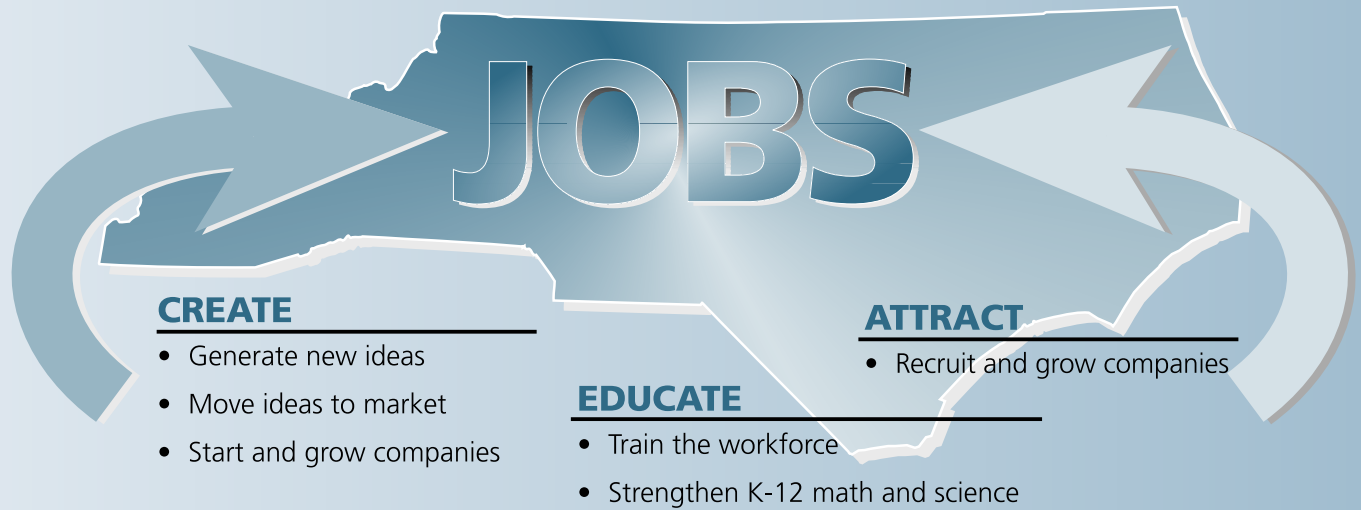 JOBS
CREATE
• Generate new ideas
• Move ideas to market
• Start and grow companies
EDUCATE
• Train the workforce
• Strengthen K-12 math and science
ATTRACT
• Recruit and grow companies